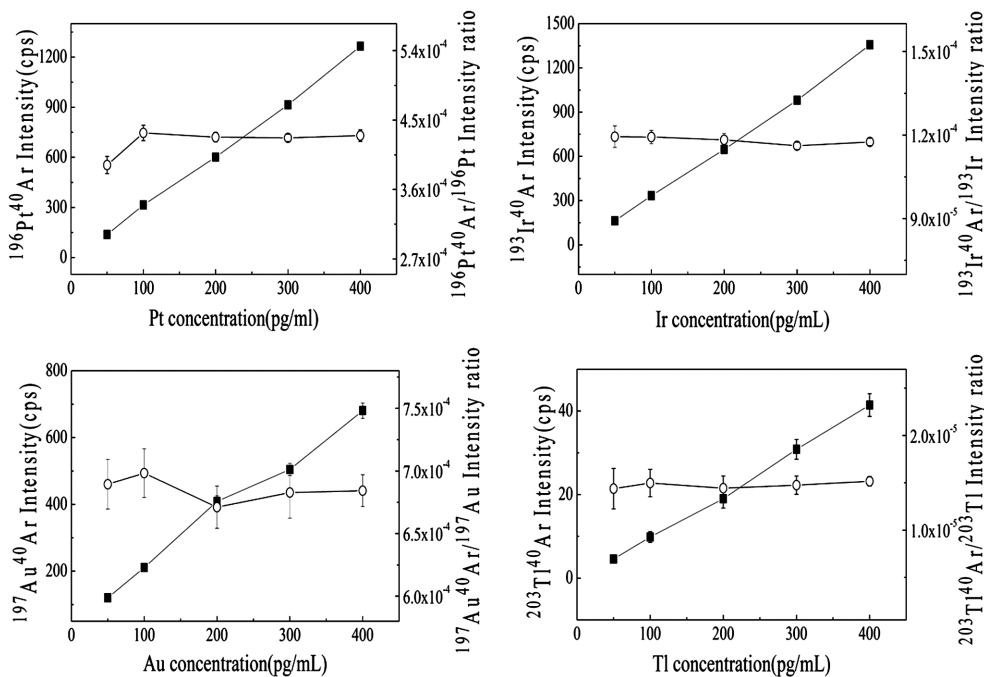 ¹⁹⁶Pt⁴⁰Ar Intensity(cps)
1200
900
750
600
300
0
5.4x10⁻⁴
4.5x10⁻⁴
3.6x10⁻⁴
2.7x10⁻⁴
¹⁹⁶Pt⁴⁰Ar/¹⁹⁶Pt Intensity ratio
0 100 200 300 400
Pt concentration(pg/ml)
¹⁹³Ir⁴⁰Ar Intensity(cps)
1500
1200
900
600
300
0
1.5x10⁻⁴
1.2x10⁻⁴
9.0x10⁻⁵
¹⁹³Ir⁴⁰Ar/¹⁹³Ir Intensity ratio
0 100 200 300 400
Ir concentration(pg/mL)
¹⁹⁷Au⁴⁰Ar Intensity(cps)
800
600
400
200
7.5x10⁻⁴
7.0x10⁻⁴
6.5x10⁻⁴
6.0x10⁻⁴
¹⁹⁷Au⁴⁰Ar/¹⁹⁷Au Intensity ratio
0 100 200 300 400
Au concentration(pg/mL)
²⁰³Tl⁴⁰Ar Intensity(cps)
40
20
0
2.0x10⁻⁵
1.0x10⁻⁵
²⁰³Tl⁴⁰Ar/²⁰³Tl Intensity ratio
0 100 200 300 400
Tl concentration(pg/mL)